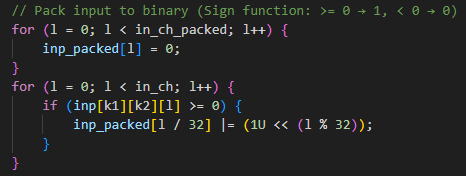 // Pack input to binary (Sign function: >= 0 → 1, < 0 → 0)
for (l = 0; l < in_ch_packed; l++) {
    inp_packed[l] = 0;
}
for (l = 0; l < in_ch; l++) {
    if (inp[k1][k2][l] >= 0) {
        inp_packed[l / 32] |= (1U << (l % 32));
    }
}